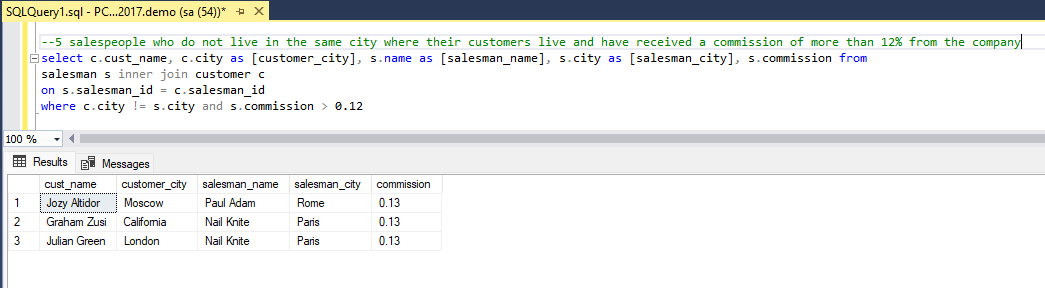 SQLQuery1.sql - PC...2017.demo (sa (54))*
--5 salespeople who do not live in the same city where their customers live and have received a commission of more than 12% from the company
select c.cust_name, c.city as [customer_city], s.name as [salesman_name], s.city as [salesman_city], s.commission from
salesman s inner join customer c
on s.salesman_id = c.salesman_id
where c.city != s.city and s.commission > 0.12
100 %
Results Messages
cust_name customer_city salesman_name salesman_city commission
1 Jozy Altidor Moscow Paul Adam Rome 0.13
2 Graham Zusi California Nail Knite Paris 0.13
3 Julian Green London Nail Knite Paris 0.13